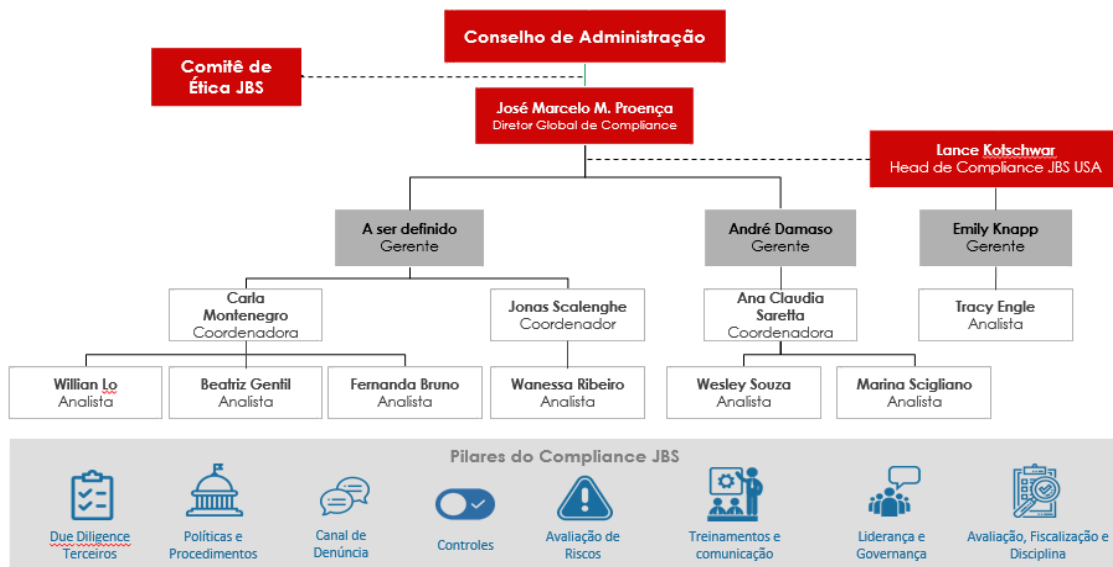 Conselho de Administração
Comitê de
Ética JBS
José Marcelo M. Proença
Diretor Global de Compliance
Lance Kotschwar
Head de Compliance JBS USA
A ser definido
Gerente
André Damaso
Gerente
Emily Knapp
Gerente
Carla
Montenegro
Coordenadora
Jonas Scalenghe
Coordenador
Ana Claudia
Saretta
Coordenadora
Tracy Engle
Analista
Willian Lo
Analista
Beatriz Gentil
Analista
Fernanda Bruno
Analista
Wanessa Ribeiro
Analista
Wesley Souza
Analista
Marina Scigliano
Analista
Pilares do Compliance JBS
Due Diligence
Terceiros
Políticas e
Procedimentos
Canal de
Denúncia
Controles
Avaliação de
Riscos
Treinamentos e
comunicação
Liderança e
Governança
Avaliação, Fiscalização e
Disciplina